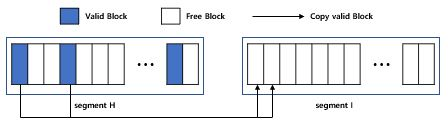 Valid Block
Free Block
Copy valid Block
segment H
segment I